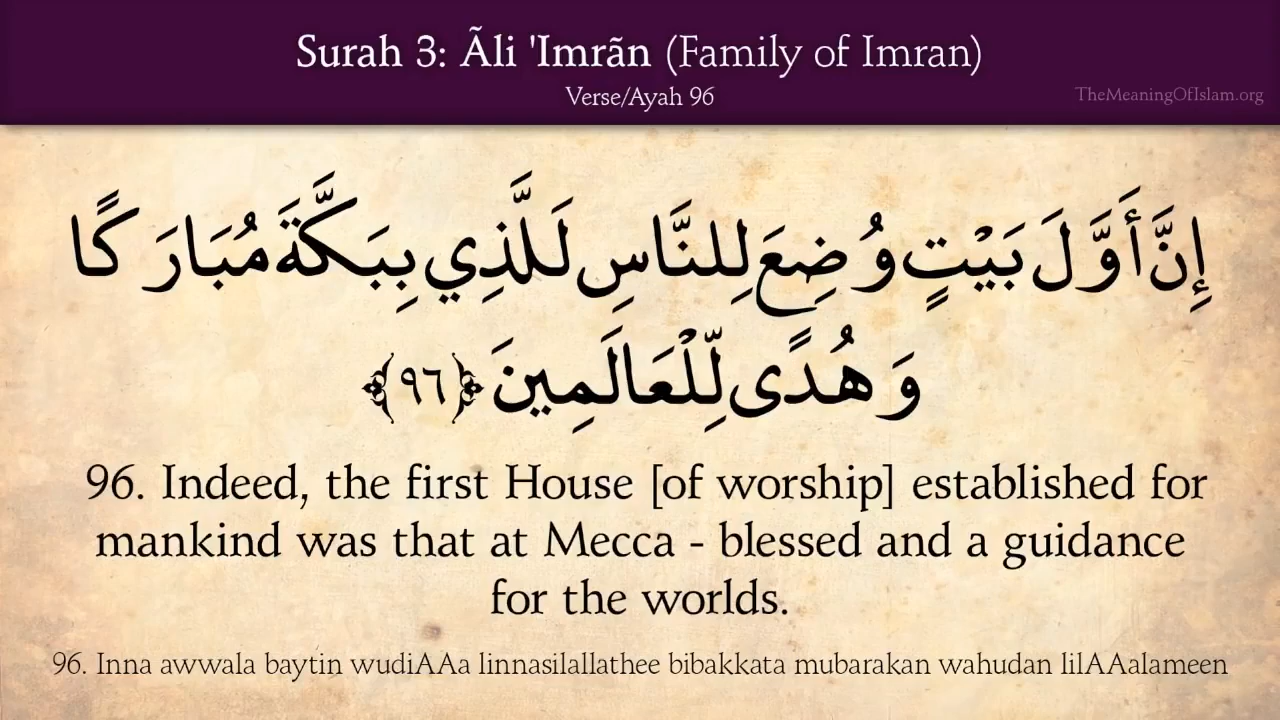 Surah 3: Ãli 'Imrãn (Family of Imran)
Verse/Ayah 96
TheMeaningOfIslam.org
إِنَّ أَوَّلَ بَيْتٍ وُضِعَ لِلنَّاسِ لَلَّذِي بِبَكَّةَ مُبَارَكًا
وَهُدًى لِّلْعَالَمِينَ ﴿٩٦﴾
96. Indeed, the first House [of worship] established for
mankind was that at Mecca - blessed and a guidance
for the worlds.
96. Inna awwala baytin wudiAAa linnasilallathee bibakkata mubarakan wahudan lilAAalameen